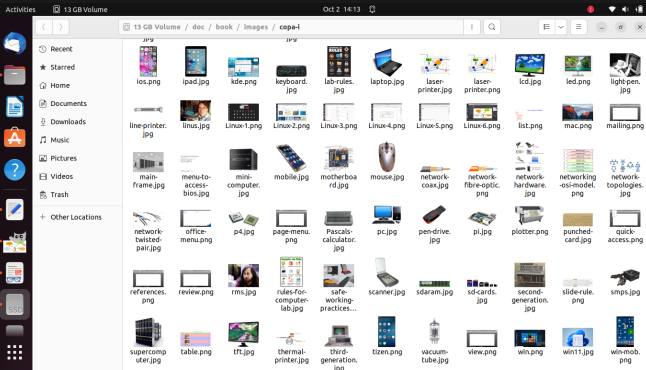 Activities
13 GB Volume
Oct 2 14:13
13 GB Volume / doc / book / images / copa-i
Recent
Starred
Home
Documents
Downloads
Music
Pictures
Videos
Trash
Other Locations
SSD
jpg
jpg
ios.png
ipad.jpg
kde.png
keyboard.
jpg
lab-rules.
jpg
laptop.jpg
laser-
printer.jpg
laser-
printer.png
lcd.jpg
led.png
light-pen.
jpg
line-printer.
jpg
linus.jpg
Linux-1.png
Linux-2.png
Linux-3.png
Linux-4.png
Linux-5.png
Linux-6.png
list.png
mac.png
mailing.png
main-
frame.jpg
menu-to-
access-
bios.jpg
mini-
computer.
jpg
mobile.jpg
motherboa
rd.jpg
mouse.jpg
network-
coax.jpg
network-
fibre-optic.
png
network-
hardware.
jpg
networking
-osi-model.
png
network-
topologies.
jpg
network-
twisted-
pair.jpg
office-
menu.png
p4.jpg
page-menu.
png
Pascals-
calculator.
jpg
pc.jpg
pen-drive.
jpg
pi.jpg
plotter.png
punched-
card.jpg
quick-
access.png
references.
png
review.png
rms.jpg
rules-for-
computer-
lab.jpg
safe-
working-
practices...
scanner.jpg
sdaram.jpg
sd-cards.
jpg
second-
generation.
jpg
slide-rule.
png
smps.jpg
supercomp
uter.jpg
table.png
tft.jpg
thermal-
printer.jpg
third-
generation.
jpg
tizen.png
vacuum-
tube.jpg
view.png
win.png
win11.jpg
win-mob.
png